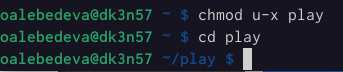 oalebedeva@dk3n57 ~ $ chmod u-x play
oalebedeva@dk3n57 ~ $ cd play
oalebedeva@dk3n57 ~/play $